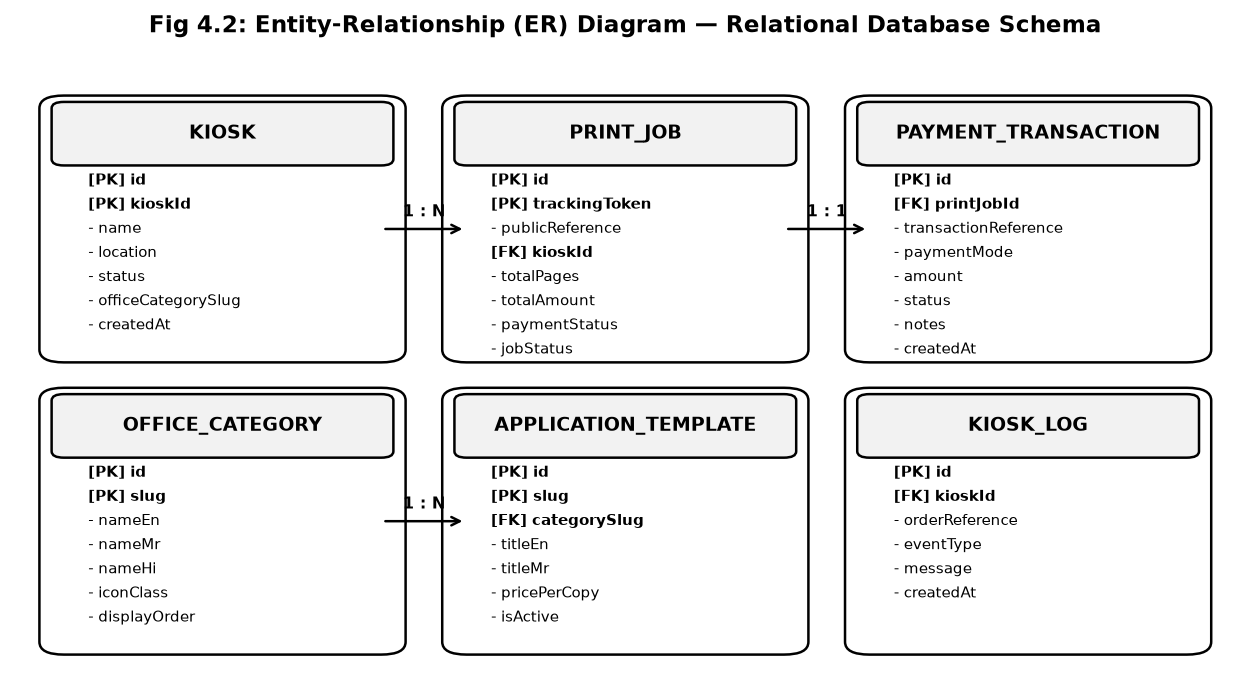 Fig 4.2: Entity-Relationship (ER) Diagram — Relational Database Schema
KIOSK
[PK] id
[PK] kioskId
- name
- location
- status
- officeCategorySlug
- createdAt
1 : N
PRINT_JOB
[PK] id
[PK] trackingToken
- publicReference
[FK] kioskId
- totalPages
- totalAmount
- paymentStatus
- jobStatus
1 : 1
PAYMENT_TRANSACTION
[PK] id
[FK] printJobId
- transactionReference
- paymentMode
- amount
- status
- notes
- createdAt
OFFICE_CATEGORY
[PK] id
[PK] slug
- nameEn
- nameMr
- nameHi
- iconClass
- displayOrder
1 : N
APPLICATION_TEMPLATE
[PK] id
[PK] slug
[FK] categorySlug
- titleEn
- titleMr
- pricePerCopy
- isActive
KIOSK_LOG
[PK] id
[FK] kioskId
- orderReference
- eventType
- message
- createdAt